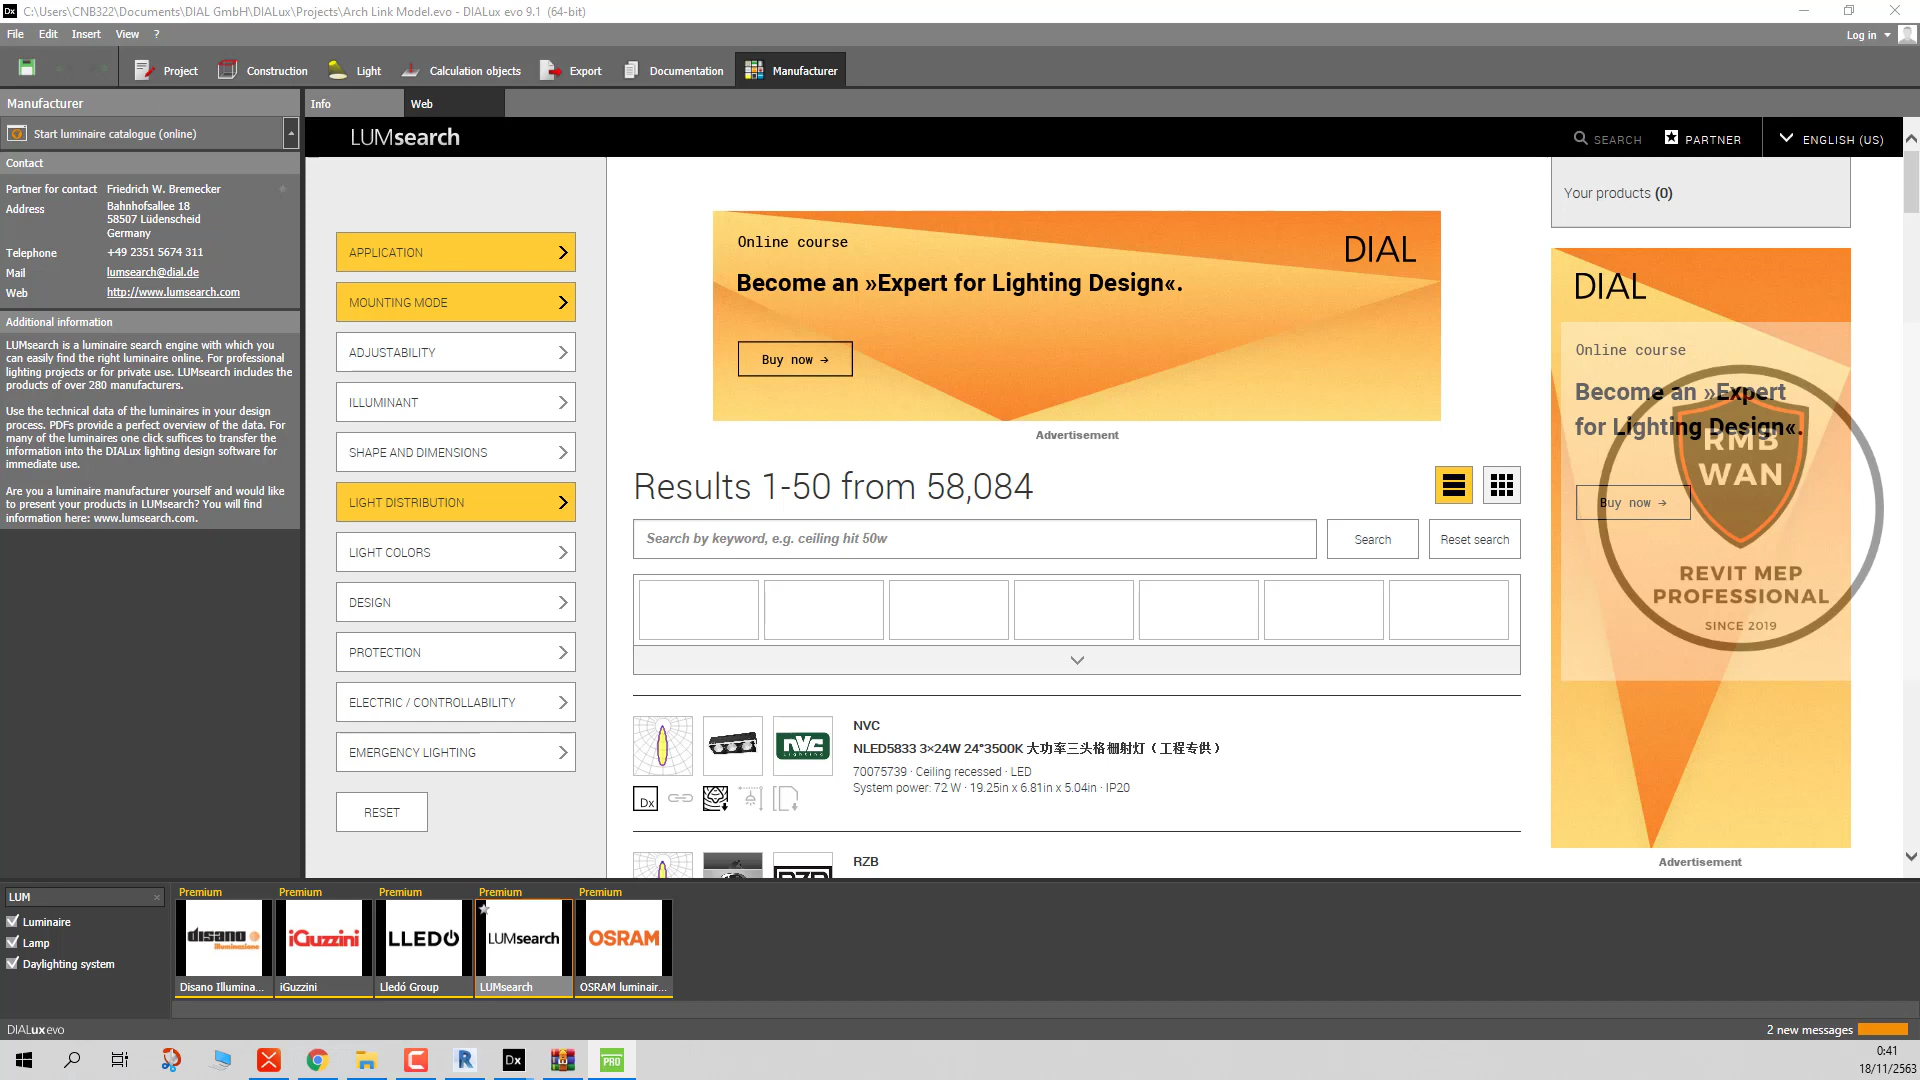 C:\Users\CNB322\Documents\DIAL GmbH\DIALux\Projects\Arch Link Model.evo - DIALux evo 9.1 (64-bit)
File Edit Insert View ?
Log in
Project Construction Light Calculation objects Export Documentation Manufacturer
Manufacturer
Info Web
Start luminaire catalogue (online)
LUMsearch
SEARCH PARTNER ENGLISH (US)
Contact
Partner for contact Friedrich W. Bremecker
Address Bahnhofsallee 18
58507 Lüdenscheid
Germany
Telephone +49 2351 5674 311
Mail lumsearch@dial.de
Web http://www.lumsearch.com
Additional information
LUMsearch is a luminaire search engine with which you
can easily find the right luminaire online. For professional
lighting projects or for private use. LUMsearch includes the
products of over 280 manufacturers.
Use the technical data of the luminaires in your design
process. PDFs provide a perfect overview of the data. For
many of the luminaires one click suffices to transfer the
information into the DIALux lighting design software for
immediate use.
Are you a luminaire manufacturer yourself and would like
to present your products in LUMsearch? You will find
information here: www.lumsearch.com.
APPLICATION
MOUNTING MODE
ADJUSTABILITY
ILLUMINANT
SHAPE AND DIMENSIONS
LIGHT DISTRIBUTION
LIGHT COLORS
DESIGN
PROTECTION
ELECTRIC / CONTROLLABILITY
EMERGENCY LIGHTING
RESET
Online course
DIAL
Become an »Expert for Lighting Design«.
Buy now →
Advertisement
Results 1-50 from 58,084
Search by keyword, e.g. ceiling hit 50w
Search
Reset search
NVC
NLED5833 3×24W 24°3500K 大功率三头格栅射灯（工程专供）
70075739 · Ceiling recessed · LED
System power: 72 W · 19.25in x 6.81in x 5.04in · IP20
nvc
Lighting
Dx
RZB
RZB
Your products (0)
DIAL
Online course
Become an »Expert
for Lighting Design«.
Buy now →
RMB
WAN
REVIT MEP
PROFESSIONAL
SINCE 2019
Advertisement
LUM
Luminaire
Lamp
Daylighting system
Premium Premium Premium Premium Premium
disano
illuminazione
iGuzzini
LLEDÓ
LUMsearch
OSRAM
Disano Illumina... iGuzzini Lledó Group LUMsearch OSRAM luminair...
DIALux evo
2 new messages
R
Dx
PRO
0:41
18/11/2563